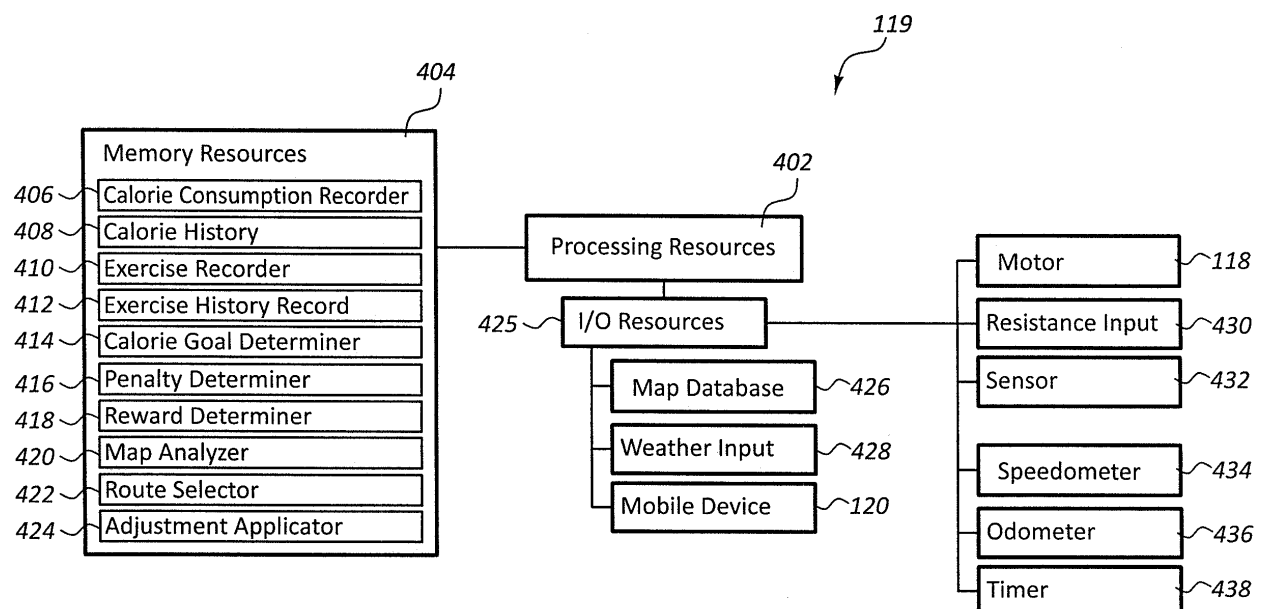 119
404
Memory Resources
406 Calorie Consumption Recorder
408 Calorie History
410 Exercise Recorder
412 Exercise History Record
414 Calorie Goal Determiner
416 Penalty Determiner
418 Reward Determiner
420 Map Analyzer
422 Route Selector
424 Adjustment Applicator
402
Processing Resources
425 I/O Resources
Map Database 426
Weather Input 428
Mobile Device 120
Motor 118
Resistance Input 430
Sensor 432
Speedometer 434
Odometer 436
Timer 438